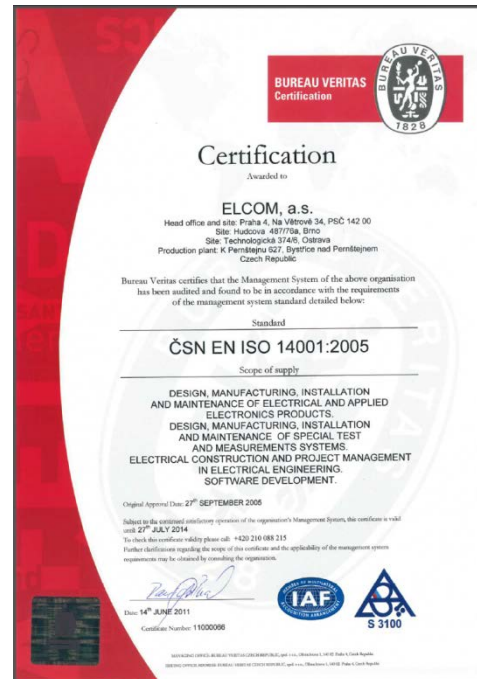 BUREAU VERITAS
Certification
BUREAU VERITAS
1828
Certification
Awarded to
ELCOM, a.s.
Head office and site: Praha 4, Na Větrově 34, PSČ 142 00
Site: Hudcova 487/76a, Brno
Site: Technologická 374/6, Ostrava
Production plant: K Pernštejnu 627, Bystřice nad Pernštejnem
Czech Republic
Bureau Veritas certifies that the Management System of the above organisation
has been audited and found to be in accordance with the requirements
of the management system standard detailed below:
Standard
ČSN EN ISO 14001:2005
Scope of supply
DESIGN, MANUFACTURING, INSTALLATION
AND MAINTENANCE OF ELECTRICAL AND APPLIED
ELECTRONICS PRODUCTS.
DESIGN, MANUFACTURING, INSTALLATION
AND MAINTENANCE OF SPECIAL TEST
AND MEASUREMENTS SYSTEMS.
ELECTRICAL CONSTRUCTION AND PROJECT MANAGEMENT
IN ELECTRICAL ENGINEERING.
SOFTWARE DEVELOPMENT.
Original Approval Date: 27th SEPTEMBER 2005
Subject to the continued satisfactory operation of the organisation's Management System, this certificate is valid
until: 27th JULY 2014
To check this certificate validity please call: +420 210 088 215
Further clarifications regarding the scope of this certificate and the applicability of the management system
requirements may be obtained by consulting the organisation.
IAF
S 3100
Date: 14th JUNE 2011
Certificate Number: 11000066